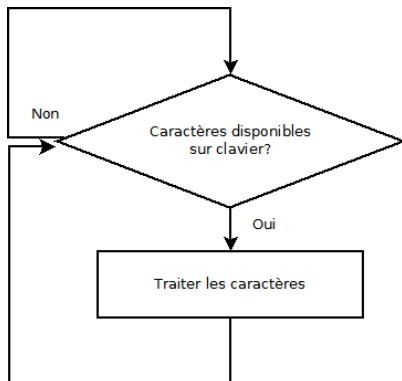 Non
Caractères disponibles
sur clavier?
Oui
Traiter les caractères